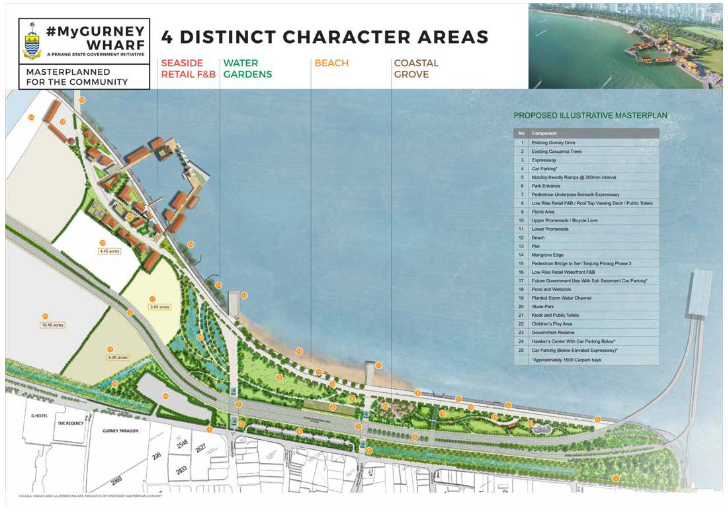 #MyGURNEY
WHARF
A PENANG STATE GOVERNMENT INITIATIVE
MASTERPLANNED
FOR THE COMMUNITY
4 DISTINCT CHARACTER AREAS
SEASIDE
RETAIL F&B
WATER
GARDENS
BEACH
COASTAL
GROVE
PROPOSED ILLUSTRATIVE MASTERPLAN
No Component
1 Existing Gurney Drive
2 Existing Casuarina Trees
3 Expressway
4 Car Parking*
5 Mobility-friendly Ramps @ 200mm interval
6 Park Entrance
7 Pedestrian Underpass Beneath Expressway
8 Low Rise Retail F&B / Roof Top Viewing Deck / Public Toilets
9 Picnic Area
10 Upper Promenade / Bicycle Lane
11 Lower Promenade
12 Beach
13 Pier
14 Mangrove Edge
15 Pedestrian Bridge to Seri Tanjung Pinang Phase 2
16 Low Rise Retail Waterfront F&B
17 Future Government Use With Sub Basement Car Parking*
18 Pond and Wetlands
19 Planted Storm Water Channel
20 Skate Park
21 Kiosk and Public Toilets
22 Children's Play Area
23 Government Reserve
24 Hawker's Center With Car Parking Below*
25 Car Parking (Below Elevated Expressway)*
*Approximately 1500 Carpark bays
4.45 acres
3.60 acres
10.46 acres
4.06 acres
G HOTEL
THE REGENCY
GURNEY PARAGON
296
2548
2627
2603
2969